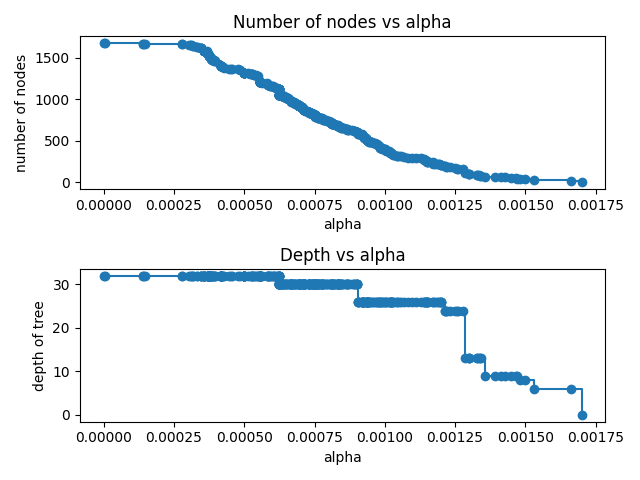 Number of nodes vs alpha
number of nodes
1500
1000
500
0
0.00000 0.00025 0.00050 0.00075 0.00100 0.00125 0.00150 0.00175
alpha
Depth vs alpha
depth of tree
30
20
10
0
0.00000 0.00025 0.00050 0.00075 0.00100 0.00125 0.00150 0.00175
alpha